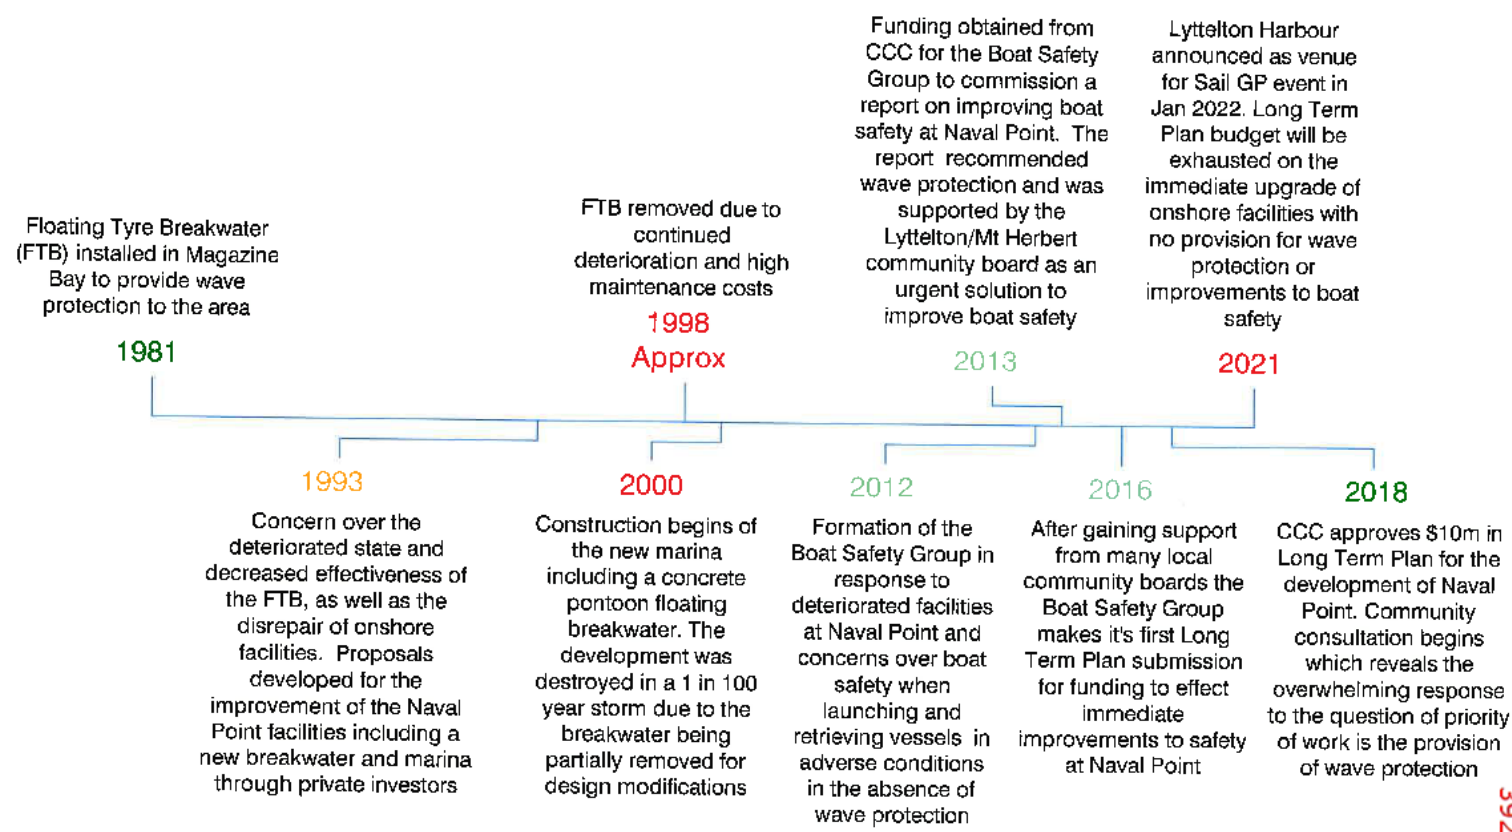 Floating Tyre Breakwater
(FTB) installed in Magazine
Bay to provide wave
protection to the area
1981
FTB removed due to
continued
deterioration and high
maintenance costs
1998
Approx
Funding obtained from
CCC for the Boat Safety
Group to commission a
report on improving boat
safety at Naval Point. The
report recommended
wave protection and was
supported by the
Lyttelton/Mt Herbert
community board as an
urgent solution to
improve boat safety
2013
Lyttelton Harbour
announced as venue
for Sail GP event in
Jan 2022. Long Term
Plan budget will be
exhausted on the
immediate upgrade of
onshore facilities with
no provision for wave
protection or
improvements to boat
safety
2021
1993
Concern over the
deteriorated state and
decreased effectiveness of
the FTB, as well as the
disrepair of onshore
facilities. Proposals
developed for the
improvement of the Naval
Point facilities including a
new breakwater and marina
through private investors
2000
Construction begins of
the new marina
including a concrete
pontoon floating
breakwater. The
development was
destroyed in a 1 in 100
year storm due to the
breakwater being
partially removed for
design modifications
2012
Formation of the
Boat Safety Group in
response to
deteriorated facilities
at Naval Point and
concerns over boat
safety when
launching and
retrieving vessels in
adverse conditions
in the absence of
wave protection
2016
After gaining support
from many local
community boards the
Boat Safety Group
makes it's first Long
Term Plan submission
for funding to effect
immediate
improvements to safety
at Naval Point
2018
CCC approves $10m in
Long Term Plan for the
development of Naval
Point. Community
consultation begins
which reveals the
overwhelming response
to the question of priority
of work is the provision
of wave protection